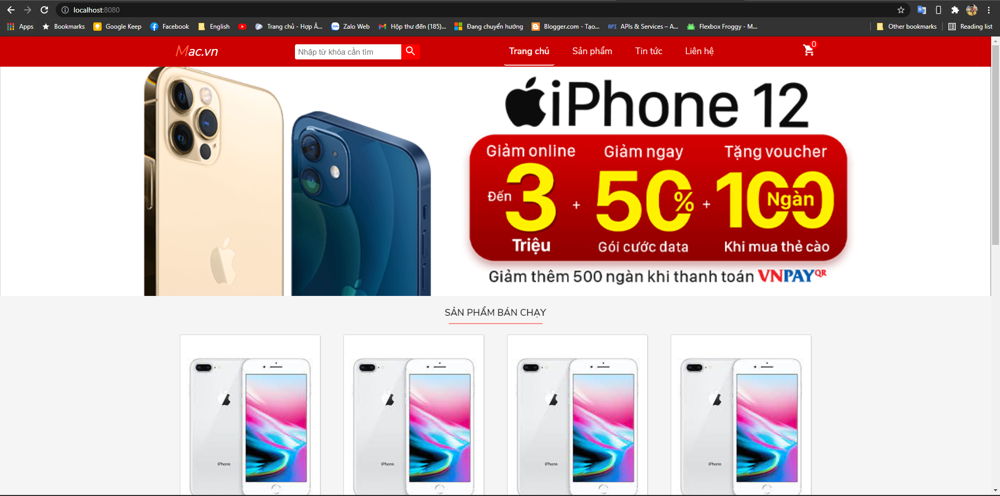 localhost:8080
Apps Bookmarks Google Keep Facebook English Trang chủ - Hợp Â... Zalo Web Hộp thư đến (185)... Đang chuyển hướng Blogger.com - Tạo... API APIs & Services – A... Flexbox Froggy - M... Other bookmarks Reading list
Mac.vn Nhập từ khóa cần tìm Trang chủ Sản phẩm Tin tức Liên hệ 0
iPhone 12
Giảm online Giảm ngay Tặng voucher
Đến 3 + 50% + 100 Ngàn
Triệu Gói cước data Khi mua thẻ cào
Giảm thêm 500 ngàn khi thanh toán VNPAYQR
SẢN PHẨM BÁN CHẠY
iPhone iPhone iPhone iPhone